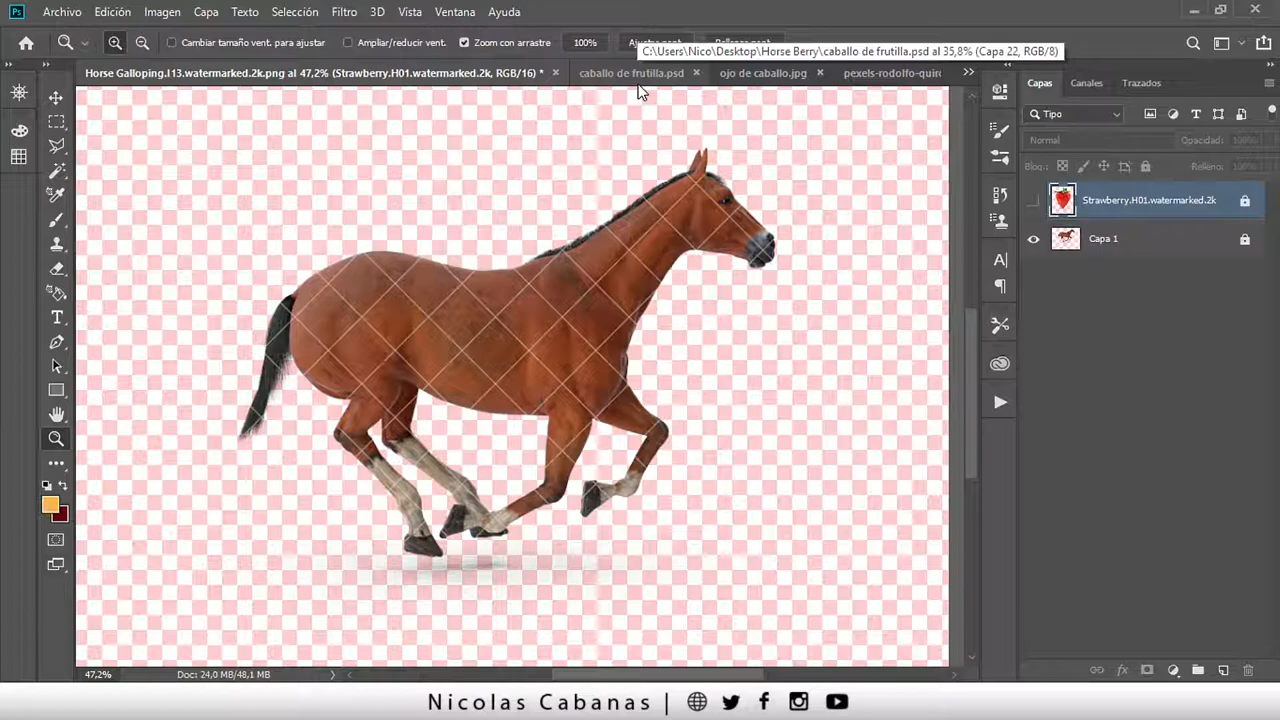 Ps Archivo Edición Imagen Capa Texto Selección Filtro 3D Vista Ventana Ayuda
Cambiar tamaño vent. para ajustar Ampliar/reducir vent. Zoom con arrastre 100%
C:\Users\Nico\Desktop\Horse Berry\caballo de frutilla.psd al 35,8% (Capa 22, RGB/8)
Horse Galloping.I13.watermarked.2k.png al 47,2% (Strawberry.H01.watermarked.2k, RGB/16) * × caballo de frutilla.psd × ojo de caballo.jpg × pexels-rodolfo-quiro >>
Capas Canales Trazados
Tipo
Normal Opacidad: 100%
Bloq.: Relleno: 100%
Strawberry.H01.watermarked.2k
Capa 1
47,2% Doc: 24,0 MB/48,1 MB
Nicolas Cabanas |